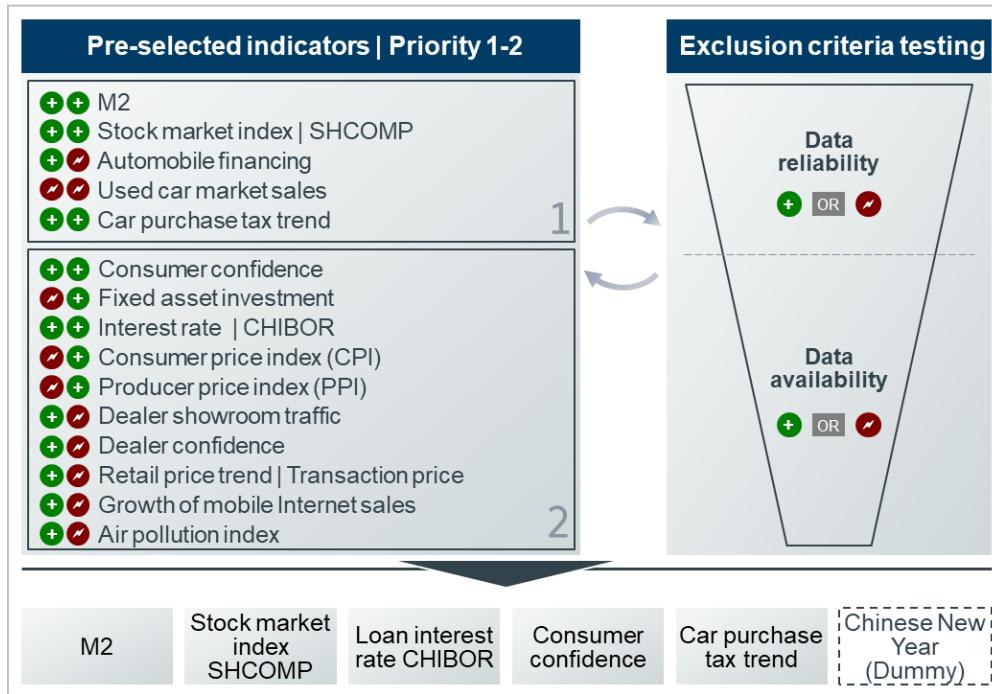 Pre-selected indicators | Priority 1-2
M2
Stock market index | SHCOMP
Automobile financing
Used car market sales
Car purchase tax trend
1
Consumer confidence
Fixed asset investment
Interest rate | CHIBOR
Consumer price index (CPI)
Producer price index (PPI)
Dealer showroom traffic
Dealer confidence
Retail price trend | Transaction price
Growth of mobile Internet sales
Air pollution index
2
Exclusion criteria testing
Data
reliability
OR
Data
availability
OR
M2
Stock market
index
SHCOMP
Loan interest
rate CHIBOR
Consumer
confidence
Car purchase
tax trend
Chinese New
Year
(Dummy)